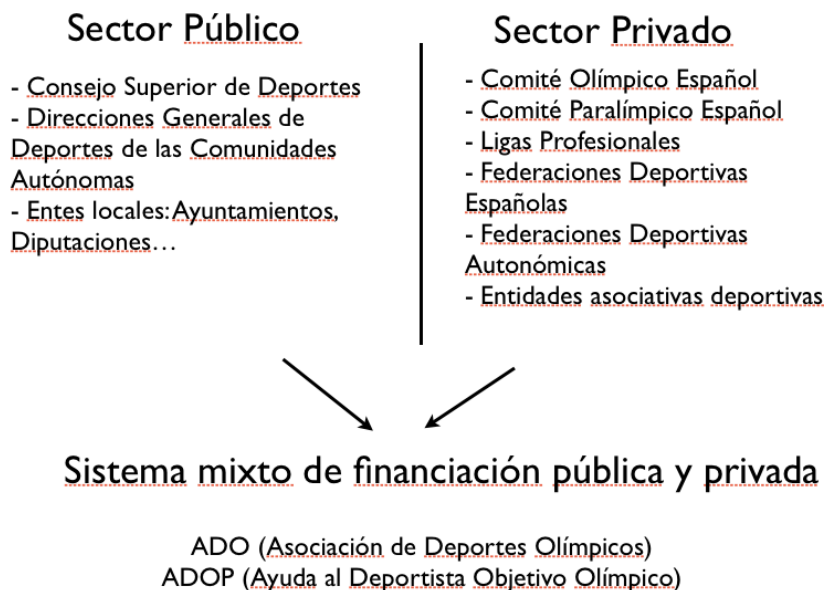 Sector Público
- Consejo Superior de Deportes
- Direcciones Generales de
Deportes de las Comunidades
Autónomas
- Entes locales: Ayuntamientos,
Diputaciones…
Sector Privado
- Comité Olímpico Español
- Comité Paralímpico Español
- Ligas Profesionales
- Federaciones Deportivas
Españolas
- Federaciones Deportivas
Autonómicas
- Entidades asociativas deportivas
Sistema mixto de financiación pública y privada
ADO (Asociación de Deportes Olímpicos)
ADOP (Ayuda al Deportista Objetivo Olímpico)